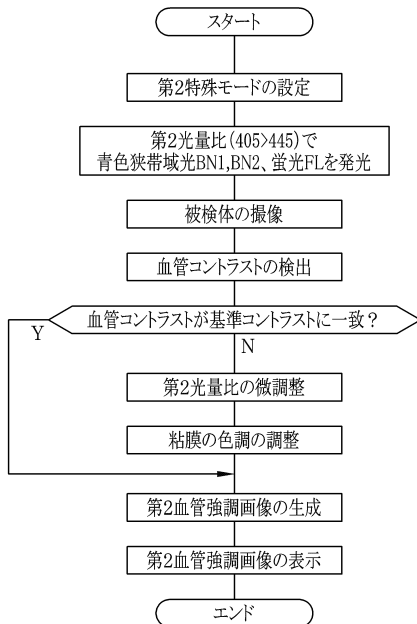 スタート
第2特殊モードの設定
第2光量比(405>445)で
青色狭帯域光BN1,BN2、蛍光FLを発光
被検体の撮像
血管コントラストの検出
血管コントラストが基準コントラストに一致?
Y
N
第2光量比の微調整
粘膜の色調の調整
第2血管強調画像の生成
第2血管強調画像の表示
エンド